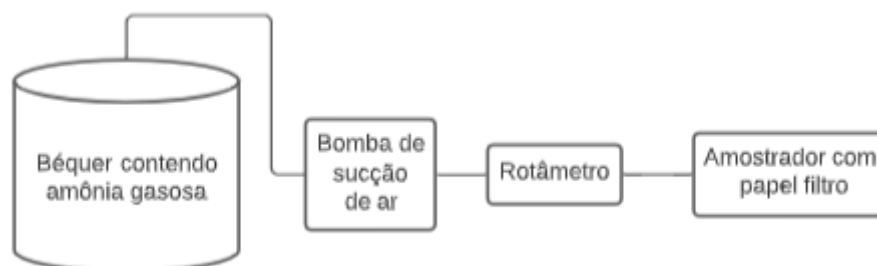 Béquer contendo
amônia gasosa
Bomba de
sucção
de ar
Rotâmetro
Amostrador com
papel filtro